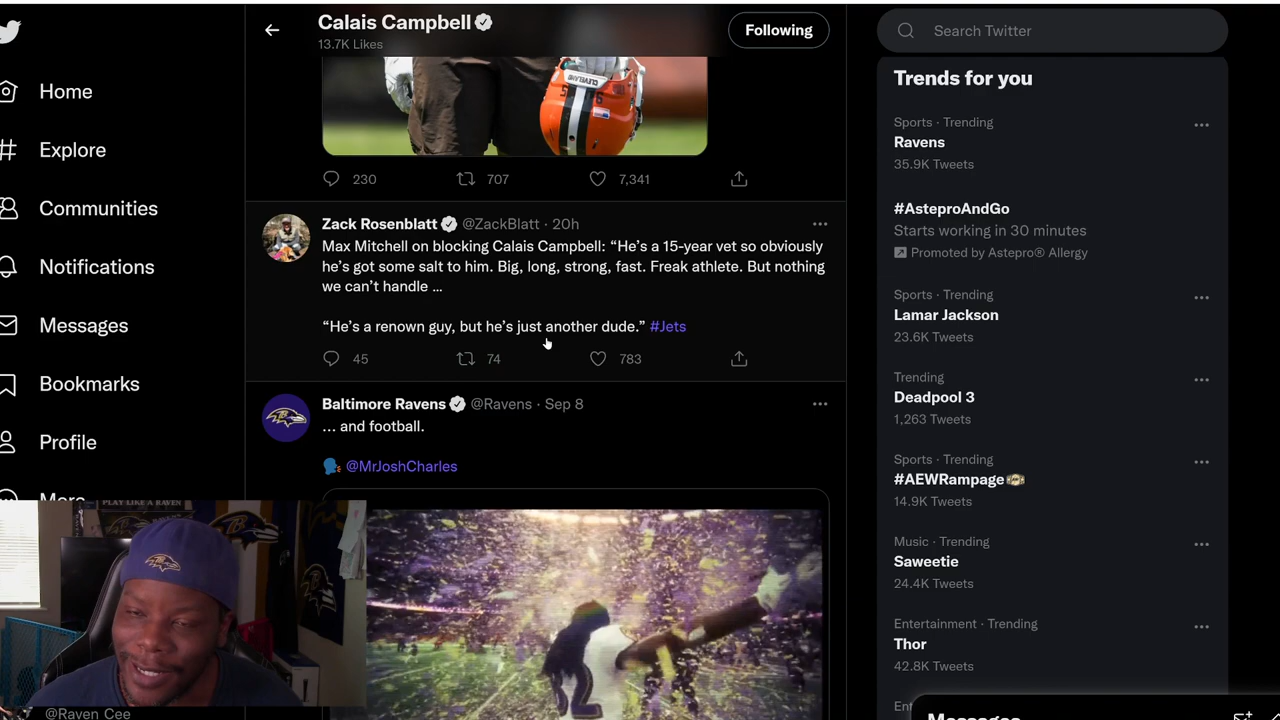 Calais Campbell
13.7K Likes
Following
Search Twitter
Home
Explore
Communities
Notifications
Messages
Bookmarks
Profile
More
@Raven Cee
PLAY LIKE A RAVEN
CLEVELAND
230 707 7,341
Zack Rosenblatt @ZackBlatt · 20h
Max Mitchell on blocking Calais Campbell: “He’s a 15-year vet so obviously
he’s got some salt to him. Big, long, strong, fast. Freak athlete. But nothing
we can’t handle …
“He’s a renown guy, but he’s just another dude.” #Jets
45 74 783
Baltimore Ravens @Ravens · Sep 8
… and football.
@MrJoshCharles
Trends for you
Sports · Trending
Ravens
35.9K Tweets
#AsteproAndGo
Starts working in 30 minutes
Promoted by Astepro® Allergy
Sports · Trending
Lamar Jackson
23.6K Tweets
Trending
Deadpool 3
1,263 Tweets
Sports · Trending
#AEWRampage
14.9K Tweets
Music · Trending
Saweetie
24.4K Tweets
Entertainment · Trending
Thor
42.8K Tweets
Messages